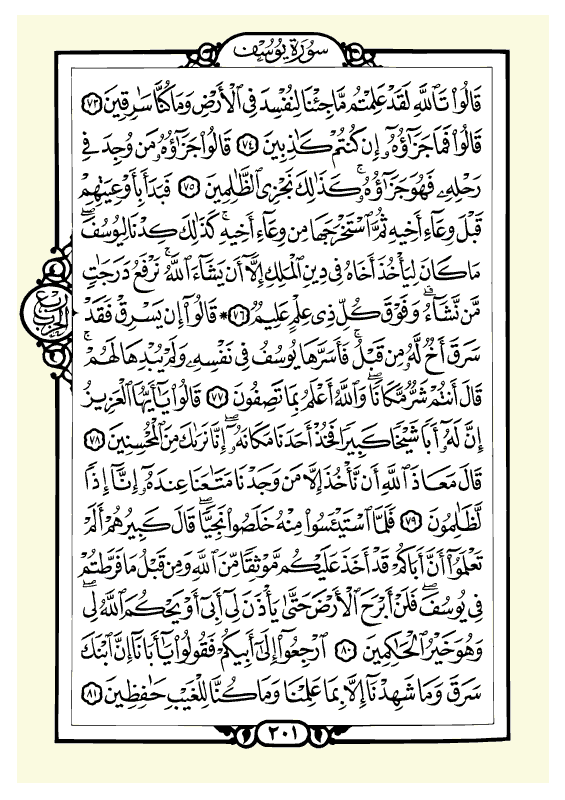 سُورَةُ يُوسُف
قَالُوا۟ تَٱللَّهِ لَقَدْ عَلِمْتُم مَّا جِئْنَا لِنُفْسِدَ فِى ٱلْأَرْضِ وَمَا كُنَّا سَـٰرِقِينَ ٧٣
قَالُوا۟ فَمَا جَزَٰٓؤُهُۥٓ إِن كُنتُمْ كَـٰذِبِينَ ٧٤ قَالُوا۟ جَزَٰٓؤُهُۥ مَن وُجِدَ فِى
رَحْلِهِۦ فَهُوَ جَزَٰٓؤُهُۥ ۚ كَذَٰلِكَ نَجْزِى ٱلظَّـٰلِمِينَ ٧٥ فَبَدَأَ بِأَوْعِيَتِهِمْ
قَبْلَ وِعَآءِ أَخِيهِ ثُمَّ ٱسْتَخْرَجَهَا مِن وِعَآءِ أَخِيهِ ۚ كَذَٰلِكَ كِدْنَا لِيُوسُفَ ۖ
مَا كَانَ لِيَأْخُذَ أَخَاهُ فِى دِينِ ٱلْمَلِكِ إِلَّآ أَن يَشَآءَ ٱللَّهُ ۚ نَرْفَعُ دَرَجَـٰتٍ
مَّن نَّشَآءُ ۗ وَفَوْقَ كُلِّ ذِى عِلْمٍ عَلِيمٌ ٧٦ * قَالُوٓا۟ إِن يَسْرِقْ فَقَدْ
سَرَقَ أَخٌ لَّهُۥ مِن قَبْلُ ۚ فَأَسَرَّهَا يُوسُفُ فِى نَفْسِهِۦ وَلَمْ يُبْدِهَا لَهُمْ ۚ
قَالَ أَنتُمْ شَرٌّ مَّكَانًا ۖ وَٱللَّهُ أَعْلَمُ بِمَا تَصِفُونَ ٧٧ قَالُوا۟ يَـٰٓأَيُّهَا ٱلْعَزِيزُ
إِنَّ لَهُۥٓ أَبًا شَيْخًا كَبِيرًا فَخُذْ أَحَدَنَا مَكَانَهُۥٓ ۖ إِنَّا نَرَىٰكَ مِنَ ٱلْمُحْسِنِينَ ٧٨
قَالَ مَعَاذَ ٱللَّهِ أَن نَّأْخُذَ إِلَّا مَن وَجَدْنَا مَتَـٰعَنَا عِندَهُۥٓ إِنَّآ إِذًا
لَّظَـٰلِمُونَ ٧٩ فَلَمَّا ٱسْتَيْـَٔسُوا۟ مِنْهُ خَلَصُوا۟ نَجِيًّا ۖ قَالَ كَبِيرُهُمْ أَلَمْ
تَعْلَمُوٓا۟ أَنَّ أَبَاكُمْ قَدْ أَخَذَ عَلَيْكُم مَّوْثِقًا مِّنَ ٱللَّهِ وَمِن قَبْلُ مَا فَرَّطتُمْ
فِى يُوسُفَ ۖ فَلَنْ أَبْرَحَ ٱلْأَرْضَ حَتَّىٰ يَأْذَنَ لِىٓ أَبِىٓ أَوْ يَحْكُمَ ٱللَّهُ لِى ۖ
وَهُوَ خَيْرُ ٱلْحَـٰكِمِينَ ٨٠ ٱرْجِعُوٓا۟ إِلَىٰٓ أَبِيكُمْ فَقُولُوا۟ يَـٰٓأَبَانَآ إِنَّ ٱبْنَكَ
سَرَقَ وَمَا شَهِدْنَآ إِلَّا بِمَا عَلِمْنَا وَمَا كُنَّا لِلْغَيْبِ حَـٰفِظِينَ ٨١
٢٠١